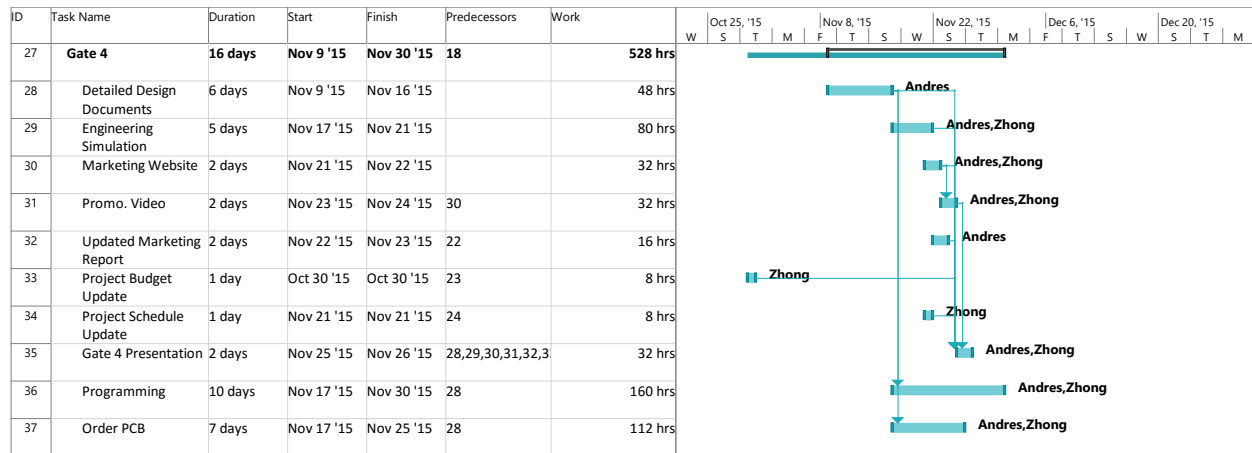 ID Task Name Duration Start Finish Predecessors Work
Oct 25, '15 Nov 8, '15 Nov 22, '15 Dec 6, '15 Dec 20, '15
W S T M F T S W S T M F T S W S T M
27 Gate 4 16 days Nov 9 '15 Nov 30 '15 18 528 hrs
28 Detailed Design 6 days Nov 9 '15 Nov 16 '15 48 hrs Andres
Documents
29 Engineering 5 days Nov 17 '15 Nov 21 '15 80 hrs Andres,Zhong
Simulation
30 Marketing Website 2 days Nov 21 '15 Nov 22 '15 32 hrs Andres,Zhong
31 Promo. Video 2 days Nov 23 '15 Nov 24 '15 30 32 hrs Andres,Zhong
32 Updated Marketing 2 days Nov 22 '15 Nov 23 '15 22 16 hrs Andres
Report
33 Project Budget 1 day Oct 30 '15 Oct 30 '15 23 8 hrs Zhong
Update
34 Project Schedule 1 day Nov 21 '15 Nov 21 '15 24 8 hrs Zhong
Update
35 Gate 4 Presentation 2 days Nov 25 '15 Nov 26 '15 28,29,30,31,32,3 32 hrs Andres,Zhong
36 Programming 10 days Nov 17 '15 Nov 30 '15 28 160 hrs Andres,Zhong
37 Order PCB 7 days Nov 17 '15 Nov 25 '15 28 112 hrs Andres,Zhong